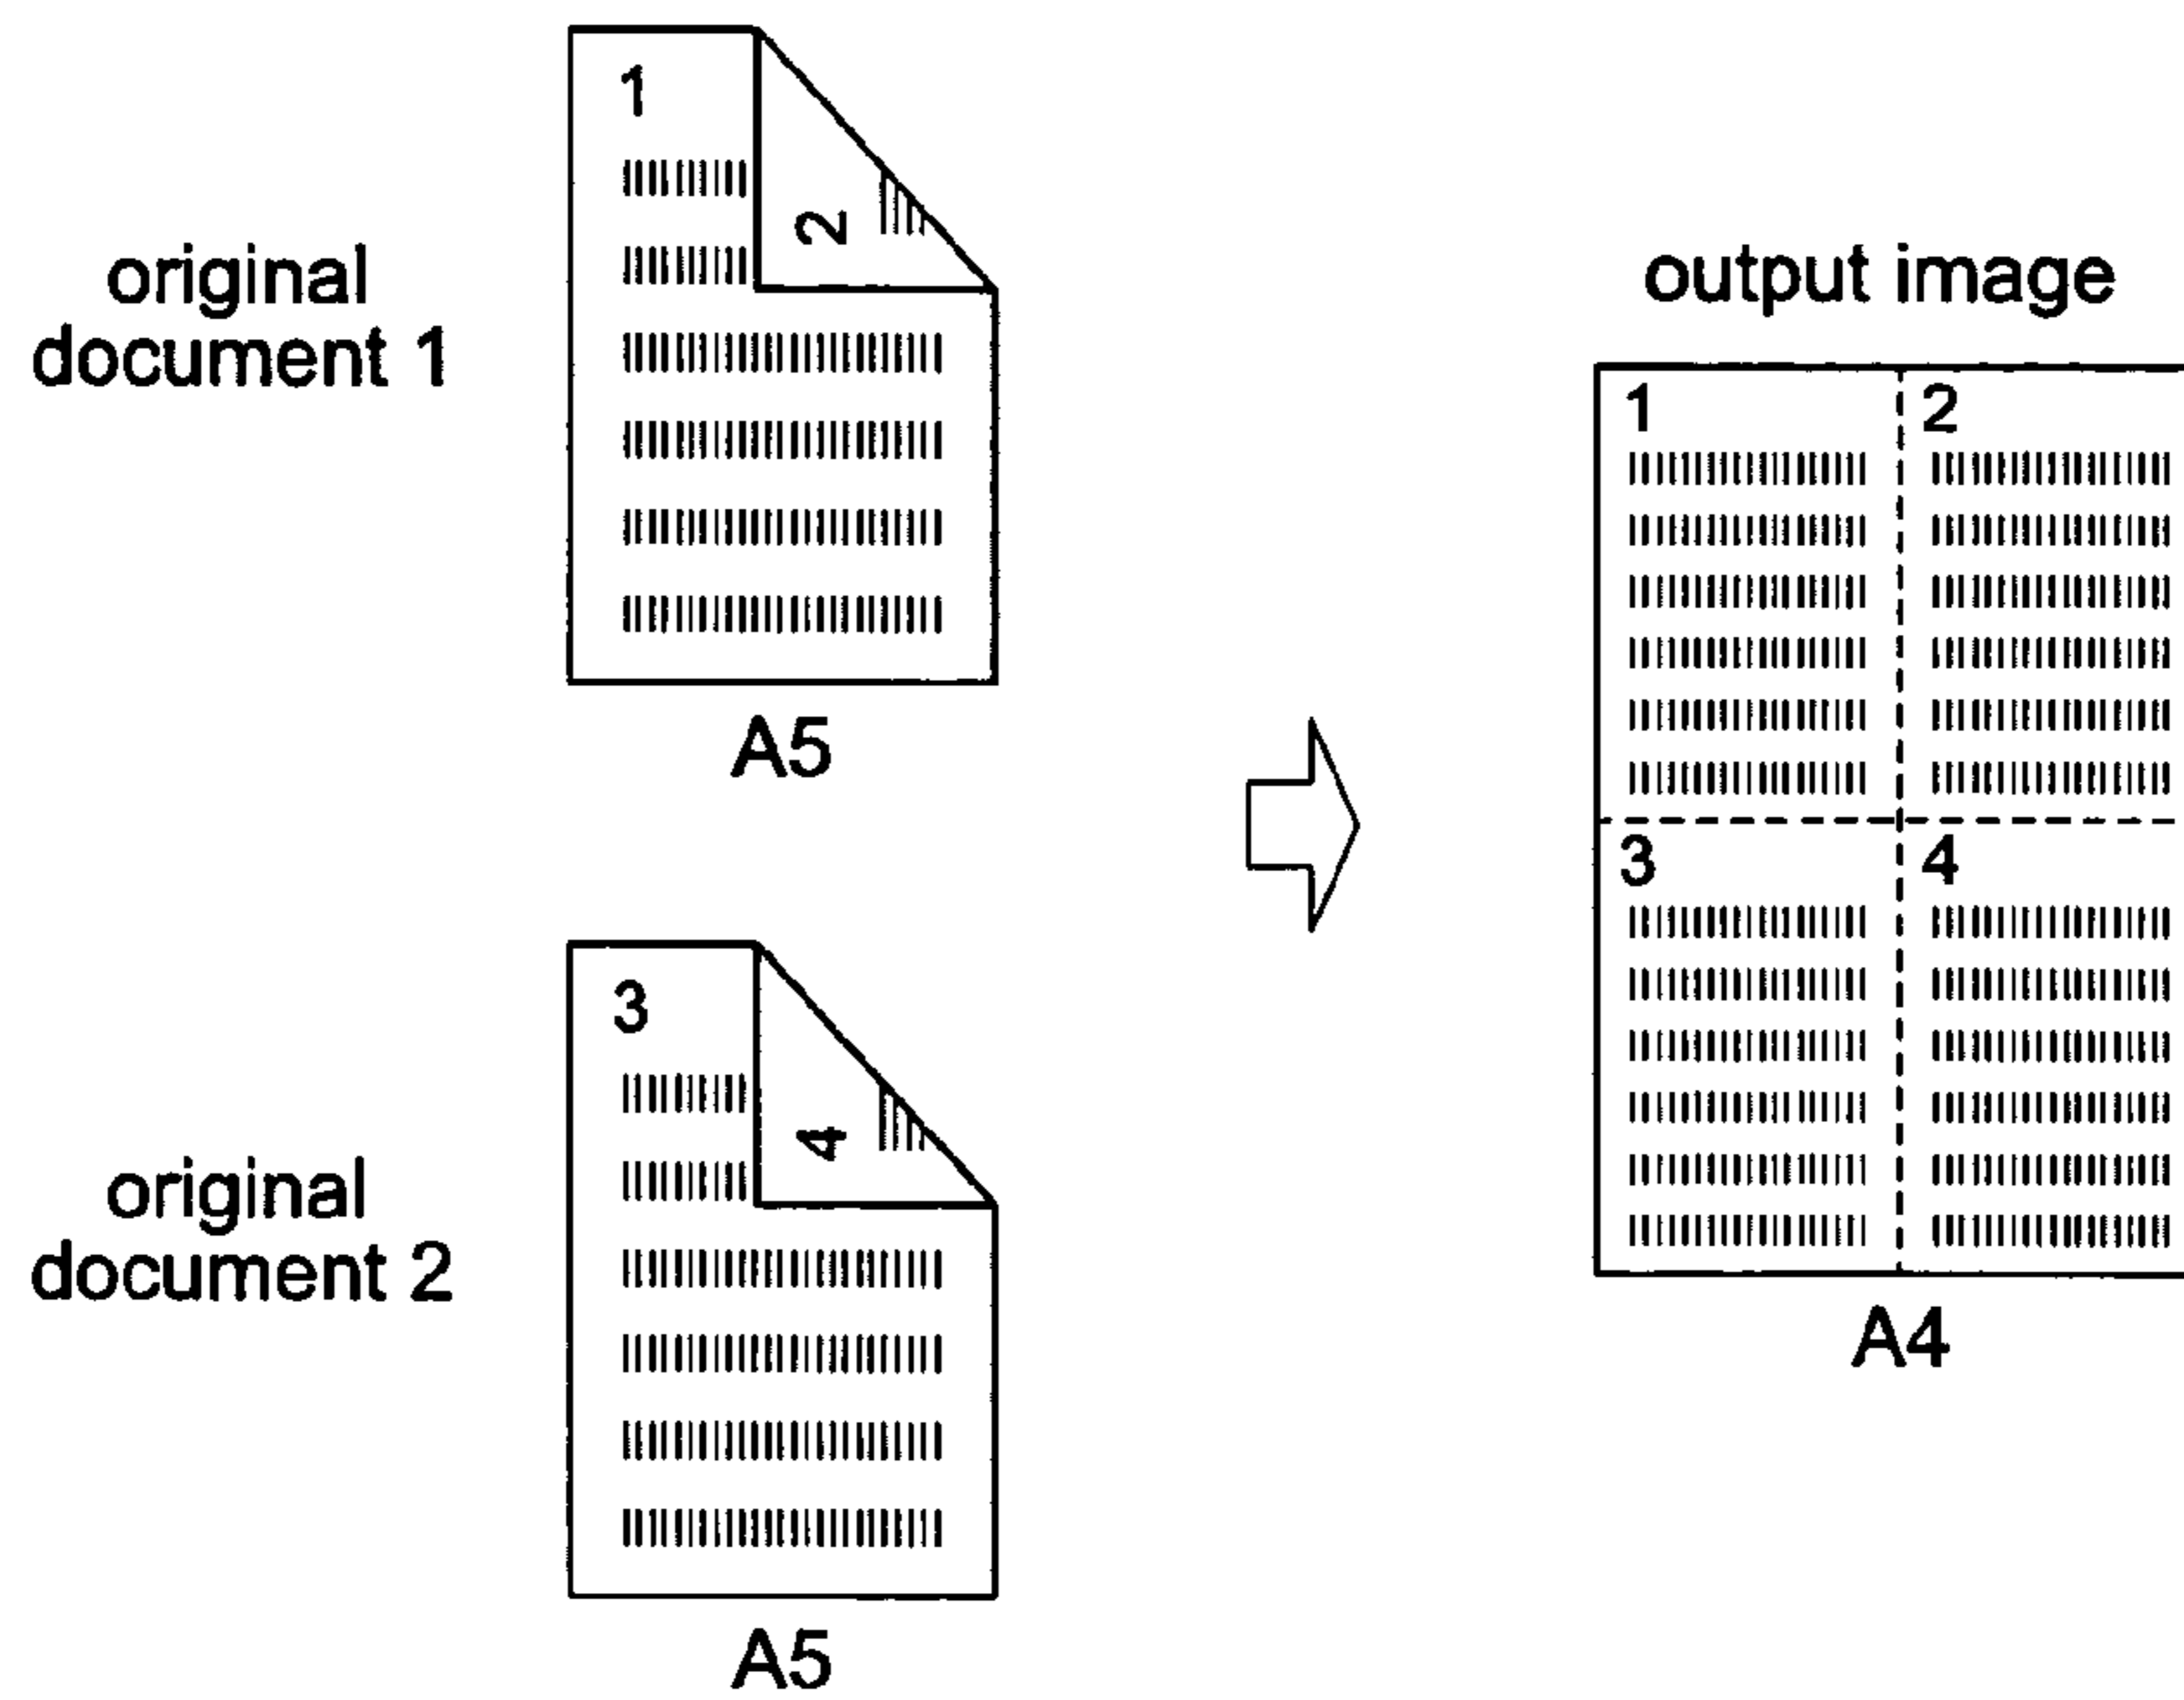 original
document 1
1
2
A5
original
document 2
3
4
A5
output image
1
2
3
4
A4